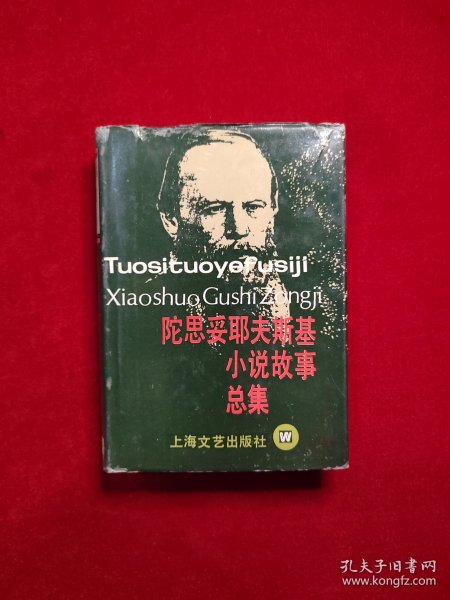 Tuosituoyefusiji
Xiaoshuo Gushi Zongji
陀思妥耶夫斯基
小说故事
总集
上海文艺出版社 W
孔夫子旧书网
www.kongfz.com